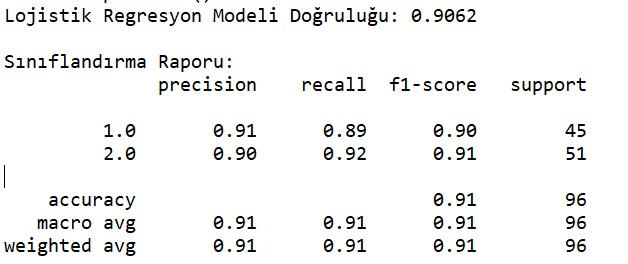 Lojistik Regresyon Modeli Doğruluğu: 0.9062
Sınıflandırma Raporu:
precision recall f1-score support
1.0 0.91 0.89 0.90 45
2.0 0.90 0.92 0.91 51
accuracy 0.91 96
macro avg 0.91 0.91 0.91 96
weighted avg 0.91 0.91 0.91 96